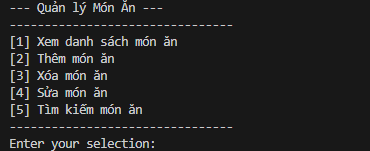 --- Quản lý Món Ăn ---
--------------------------------
[1] Xem danh sách món ăn
[2] Thêm món ăn
[3] Xóa món ăn
[4] Sửa món ăn
[5] Tìm kiếm món ăn
--------------------------------
Enter your selection: